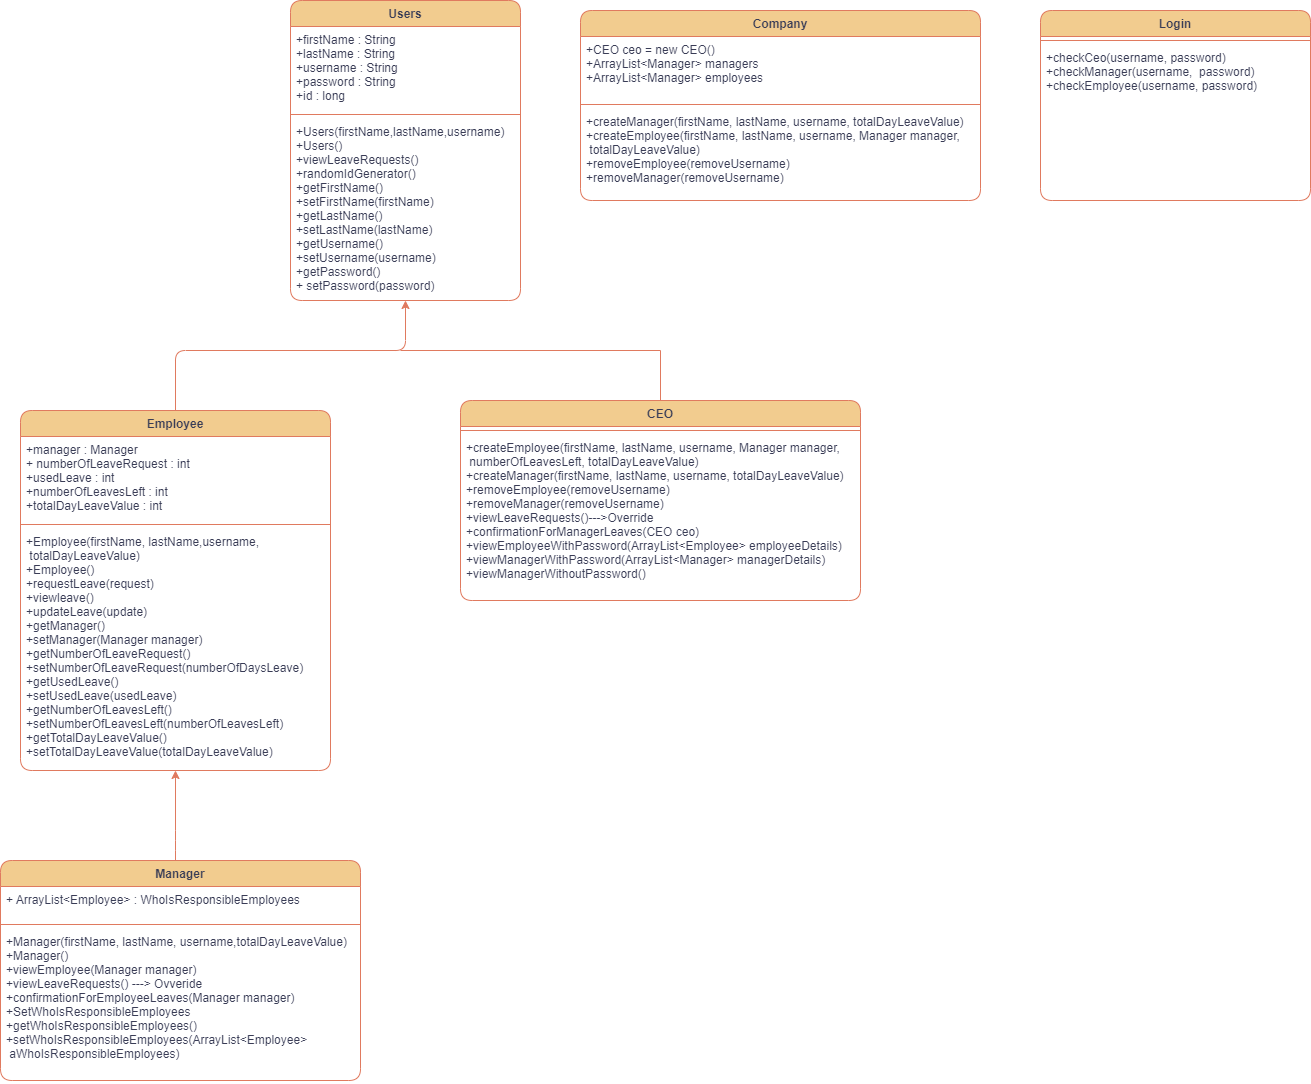 Users
+firstName : String
+lastName : String
+username : String
+password : String
+id : long
+Users(firstName,lastName,username)
+Users()
+viewLeaveRequests()
+randomIdGenerator()
+getFirstName()
+setFirstName(firstName)
+getLastName()
+setLastName(lastName)
+getUsername()
+setUsername(username)
+getPassword()
+ setPassword(password)
Company
+CEO ceo = new CEO()
+ArrayList<Manager> managers
+ArrayList<Manager> employees
+createManager(firstName, lastName, username, totalDayLeaveValue)
+createEmployee(firstName, lastName, username, Manager manager,
totalDayLeaveValue)
+removeEmployee(removeUsername)
+removeManager(removeUsername)
Login
+checkCeo(username, password)
+checkManager(username,  password)
+checkEmployee(username, password)
Employee
+manager : Manager
+ numberOfLeaveRequest : int
+usedLeave : int
+numberOfLeavesLeft : int
+totalDayLeaveValue : int
+Employee(firstName, lastName,username,
totalDayLeaveValue)
+Employee()
+requestLeave(request)
+viewleave()
+updateLeave(update)
+getManager()
+setManager(Manager manager)
+getNumberOfLeaveRequest()
+setNumberOfLeaveRequest(numberOfDaysLeave)
+getUsedLeave()
+setUsedLeave(usedLeave)
+getNumberOfLeavesLeft()
+setNumberOfLeavesLeft(numberOfLeavesLeft)
+getTotalDayLeaveValue()
+setTotalDayLeaveValue(totalDayLeaveValue)
CEO
+createEmployee(firstName, lastName, username, Manager manager,
numberOfLeavesLeft, totalDayLeaveValue)
+createManager(firstName, lastName, username, totalDayLeaveValue)
+removeEmployee(removeUsername)
+removeManager(removeUsername)
+viewLeaveRequests()--->Override
+confirmationForManagerLeaves(CEO ceo)
+viewEmployeeWithPassword(ArrayList<Employee> employeeDetails)
+viewManagerWithPassword(ArrayList<Manager> managerDetails)
+viewManagerWithoutPassword()
Manager
+ ArrayList<Employee> : WhoIsResponsibleEmployees
+Manager(firstName, lastName, username,totalDayLeaveValue)
+Manager()
+viewEmployee(Manager manager)
+viewLeaveRequests() ---> Ovveride
+confirmationForEmployeeLeaves(Manager manager)
+SetWhoIsResponsibleEmployees
+getWhoIsResponsibleEmployees()
+setWhoIsResponsibleEmployees(ArrayList<Employee>
aWhoIsResponsibleEmployees)